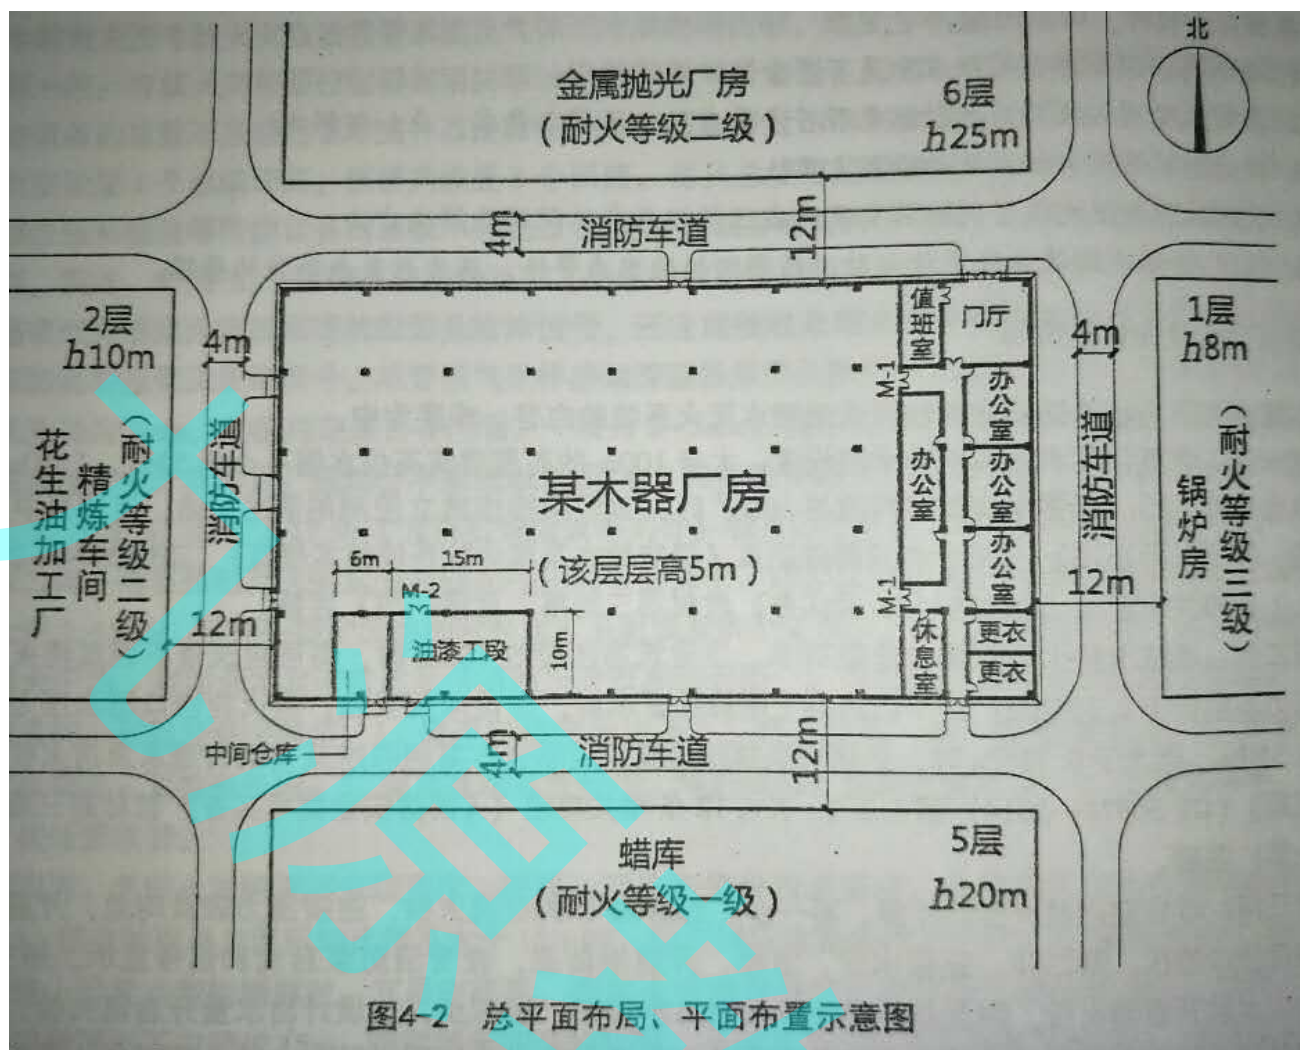 北
金属抛光厂房
(耐火等级二级)
6层
h25m
4m
消防车道
12m
2层
h10m
4m
花生油加工厂
精炼车间
(耐火等级二级)
消防车道
12m
值班室
门厅
M-1
办公室
办公室
办公室
办公室
M-1
休息室
更衣
更衣
某木器厂房
(该层层高5m)
6m
15m
M-2
油漆工段
10m
中间仓库
1层
h8m
4m
消防车道
锅炉房
(耐火等级三级)
12m
4m
消防车道
12m
蜡库
(耐火等级一级)
5层
h20m
图4-2 总平面布局、平面布置示意图